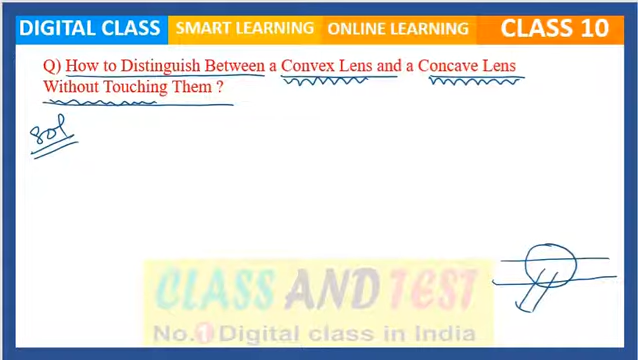 DIGITAL CLASS SMART LEARNING ONLINE LEARNING CLASS 10
Q) How to Distinguish Between a Convex Lens and a Concave Lens
Without Touching Them ?
Sol
CLASS AND TEST
No.1 Digital class in India